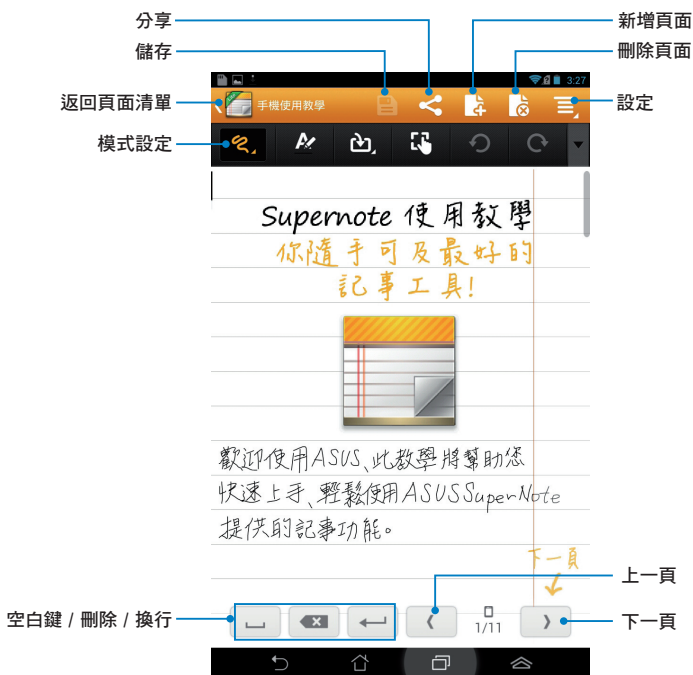 分享
新增頁面
儲存
刪除頁面
3:27
返回頁面清單
手機使用教學
設定
模式設定
Supernote 使用教學
你隨手可及最好的
記事工具!
歡迎使用ASUS、此教學將幫助您
快速上手、輕鬆使用ASUS SuperNote
提供的記事功能。
下一頁
上一頁
空白鍵 / 刪除 / 換行
1/11
下一頁